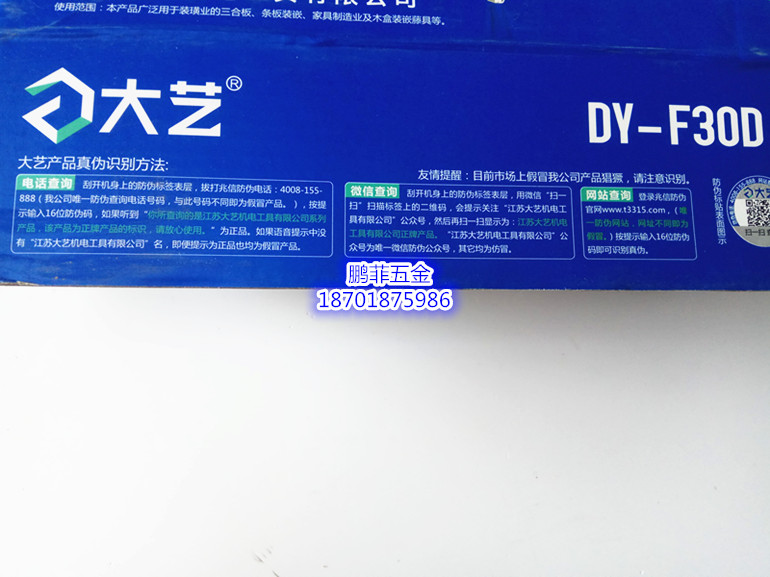 有限公司
使用范围：本产品广泛用于装璜业的三合板、条板装嵌、家具制造业及木盒装嵌藤具等。
大艺®
DY-F30D
大艺产品真伪识别方法:
友情提醒：目前市场上假冒我公司产品猖獗，请注意识别。
电话查询 刮开机身上的防伪标签表层，拔打兆信防伪电话：4008-155-
888（我公司唯一防伪查询电话号码，与此号码不同即为假冒产品。），按提
示输入16位防伪码，如果听到"你所查询的是江苏大艺机电工具有限公司系列
产品，该产品为正牌产品的标识，请放心使用。"为正品。如果语音提示中没
有"江苏大艺机电工具有限公司"名，即便提示为正品也均为假冒产品。
微信查询 刮开机身上的防伪标签表层，用微信"扫一
扫"扫描标签上的二维码，会提示关注"江苏大艺机电工
具有限公司"公众号，然后再扫一扫显示为：江苏大艺机电
工具有限公司正牌产品。"江苏大艺机电工具有限公司"公
众号为唯一微信防伪公众号，其它均为仿冒。
网站查询 登录兆信防伪
官网www.t3315.com，(唯
一防伪网站，网址不同即为
假冒。)按提示输入16位防伪
码即可识别真伪。
防伪标贴表面图示
扫一扫
鹏菲五金
18701875986